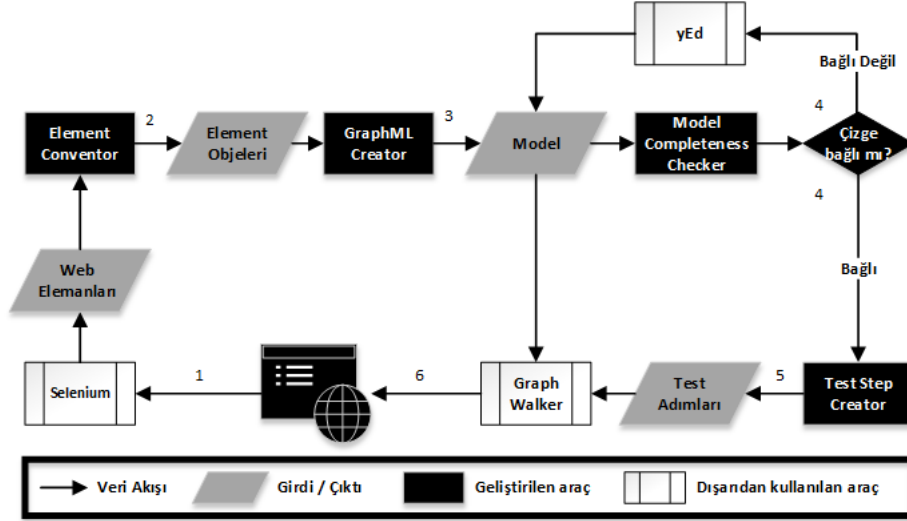 yEd
Bağlı Değil
Element
Conventor
2
Element
Objeleri
GraphML
Creator
3
Model
Model
Completeness
Checker
4
Çizge
bağlı mı?
4
Web
Elemanları
Bağlı
Selenium
1
6
Graph
Walker
Test
Adımları
5
Test Step
Creator
Veri Akışı
Girdi / Çıktı
Geliştirilen araç
Dışarıdan kullanılan araç